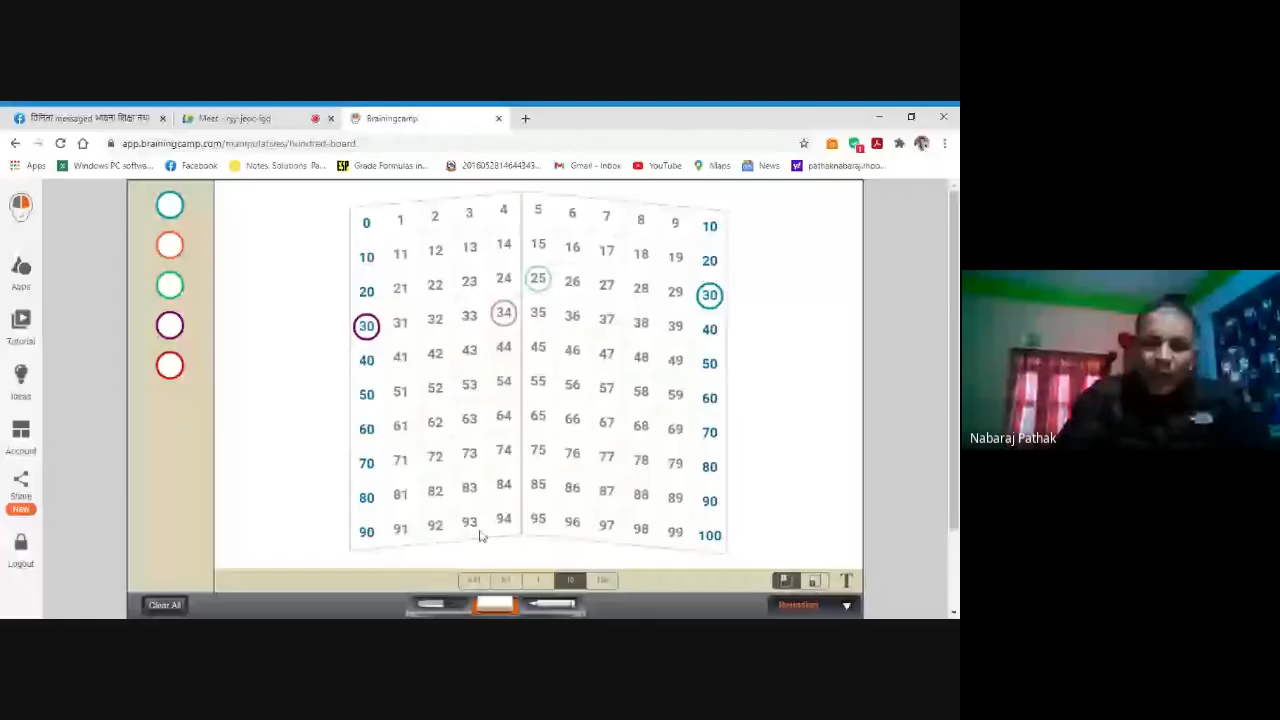 messaged
Meet -
Brainingcamp
app.brainingcamp.com/manipulatives/hundred-board
Apps Windows PC softwa... Facebook Notes, Solutions Pa... Grade Formulas in... 2016052814644343... Gmail - Inbox YouTube Maps News pathaknabaraj.moo...
Apps
Tutorial
Ideas
Account
Share
New
Logout
0 1 2 3 4 5 6 7 8 9 10
10 11 12 13 14 15 16 17 18 19 20
20 21 22 23 24 25 26 27 28 29 30
30 31 32 33 34 35 36 37 38 39 40
40 41 42 43 44 45 46 47 48 49 50
50 51 52 53 54 55 56 57 58 59 60
60 61 62 63 64 65 66 67 68 69 70
70 71 72 73 74 75 76 77 78 79 80
80 81 82 83 84 85 86 87 88 89 90
90 91 92 93 94 95 96 97 98 99 100
1 10 100
T
Clear All
Nabaraj Pathak